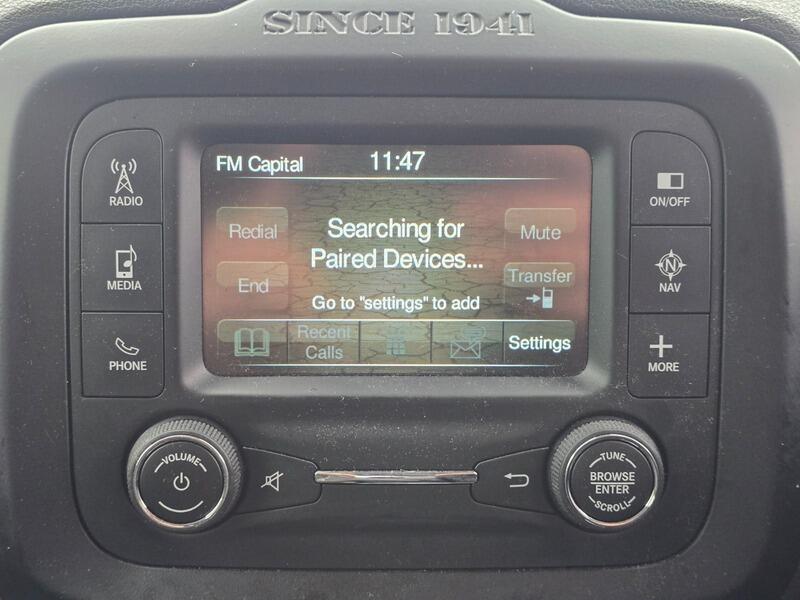 SINCE 1941
FM Capital 11:47
RADIO
MEDIA
PHONE
Redial
End
Searching for
Paired Devices...
Go to "settings" to add
Mute
Transfer
Recent
Calls
Settings
ON/OFF
N
NAV
MORE
VOLUME
TUNE
BROWSE
ENTER
SCROLL